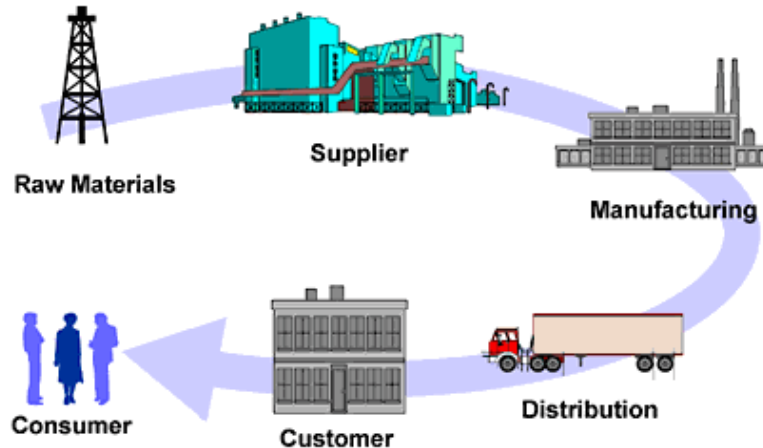 Raw Materials
Supplier
Manufacturing
Distribution
Customer
Consumer